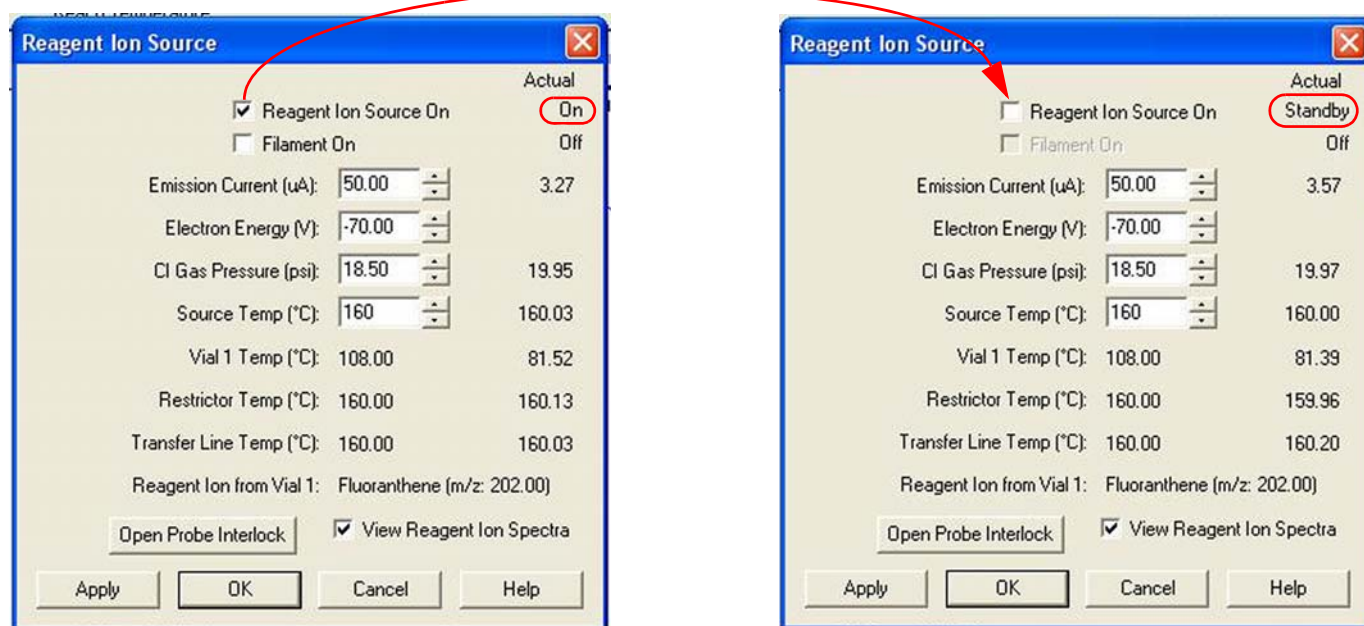 Reagent Ion Source
Actual
Reagent Ion Source On On
Filament On Off
Emission Current (uA): 50.00 3.27
Electron Energy (V): -70.00
CI Gas Pressure (psi): 18.50 19.95
Source Temp (°C): 160 160.03
Vial 1 Temp (°C): 108.00 81.52
Restrictor Temp (°C): 160.00 160.13
Transfer Line Temp (°C): 160.00 160.03
Reagent Ion from Vial 1: Fluoranthene (m/z: 202.00)
Open Probe Interlock View Reagent Ion Spectra
Apply OK Cancel Help
Reagent Ion Source
Actual
Reagent Ion Source On Standby
Filament On Off
Emission Current (uA): 50.00 3.57
Electron Energy (V): -70.00
CI Gas Pressure (psi): 18.50 19.97
Source Temp (°C): 160 160.00
Vial 1 Temp (°C): 108.00 81.39
Restrictor Temp (°C): 160.00 159.96
Transfer Line Temp (°C): 160.00 160.20
Reagent Ion from Vial 1: Fluoranthene (m/z: 202.00)
Open Probe Interlock View Reagent Ion Spectra
Apply OK Cancel Help